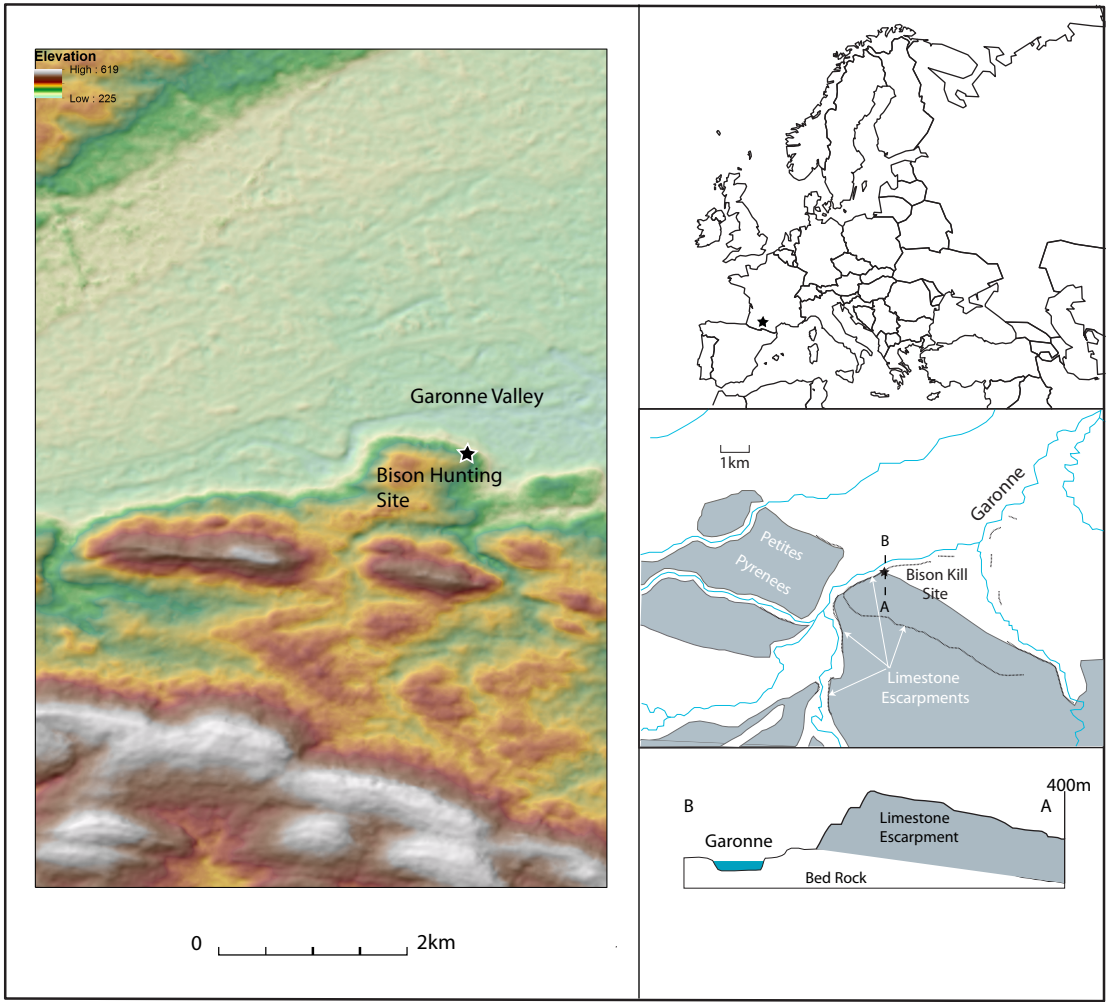 Elevation
High : 619
Low : 225
Garonne Valley
Bison Hunting
Site
0
2km
1km
Garonne
Petites
Pyrenees
B
Bison Kill
Site
A
Limestone
Escarpments
400m
B
A
Limestone
Escarpment
Garonne
Bed Rock